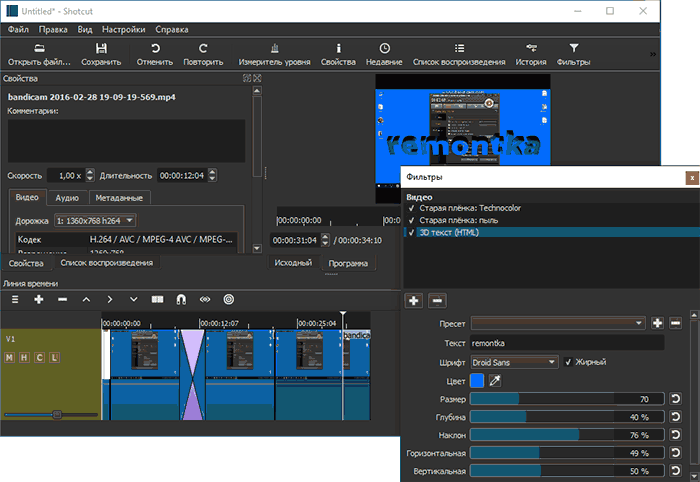 Untitled* - Shotcut
Файл Правка Вид Настройки Справка
Открыть файл... Сохранить Отменить Повторить Измеритель уровня Свойства Недавние Список воспроизведения История Фильтры
Свойства
bandicam 2016-02-28 19-09-19-569.mp4
Комментарии:
Скорость 1,00 x Длительность 00:00:12:04
Видео Аудио Метаданные
Дорожка 1: 1360x768 h264
Кодек H.264 / AVC / MPEG-4 AVC / MPEG-...
remontka
00:00:00:00
00:00:31:04 / 00:00:34:10
Свойства Список воспроизведения
Исходный Программа
Линия времени
00:00:00:00 00:00:12:07 00:00:25:04
V1
M H C L
bandica
Фильтры
Видео
Старая плёнка: Technocolor
Старая плёнка: пыль
3D текст (HTML)
Пресет
Текст remontka
Шрифт Droid Sans Жирный
Цвет
Размер 70
Глубина 40 %
Наклон 76 %
Горизонтальная 49 %
Вертикальная 50 %